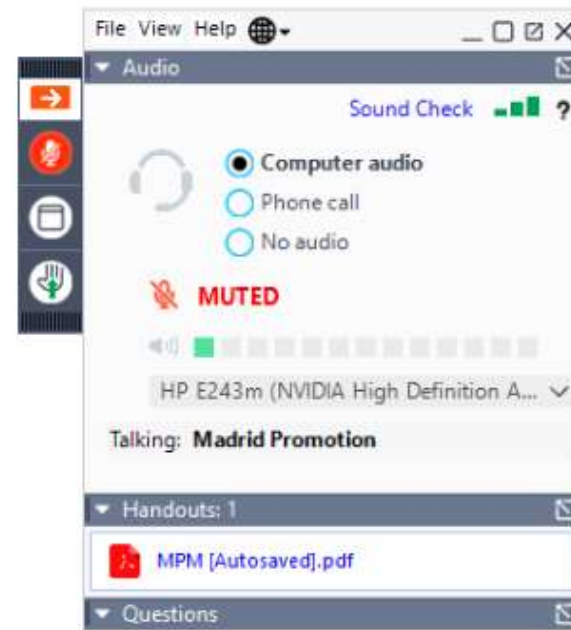 File View Help
Audio
Sound Check ?
Computer audio
Phone call
No audio
MUTED
HP E243m (NVIDIA High Definition A...
Talking: Madrid Promotion
Handouts: 1
MPM [Autosaved].pdf
Questions